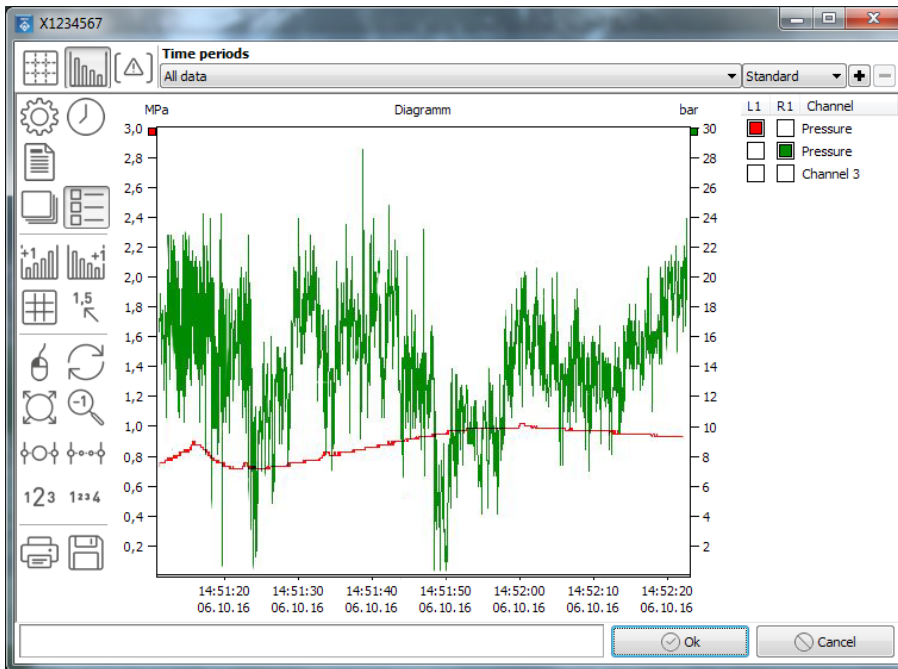 X1234567
Time periods
All data
Standard
MPa Diagramm bar
L1 R1 Channel
Pressure
Pressure
Channel 3
3,0
2,8
2,6
2,4
2,2
2,0
1,8
1,6
1,4
1,2
1,0
0,8
0,6
0,4
0,2
30
28
26
24
22
20
18
16
14
12
10
8
6
4
2
+1 +1
1,5
-1
123 1234
14:51:20 14:51:30 14:51:40 14:51:50 14:52:00 14:52:10 14:52:20
06.10.16 06.10.16 06.10.16 06.10.16 06.10.16 06.10.16 06.10.16
Ok Cancel